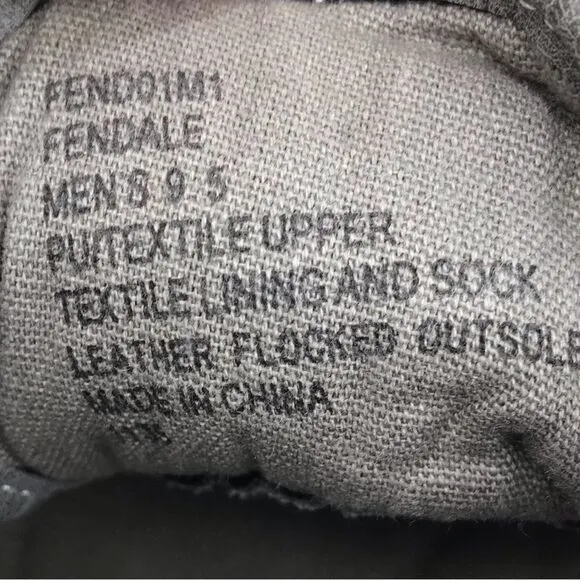 FEND01M1
FENDALE
MEN S 9 5
PU/TEXTILE UPPER
TEXTILE LINING AND SOCK
LEATHER FLOCKED OUTSOLE
MADE IN CHINA